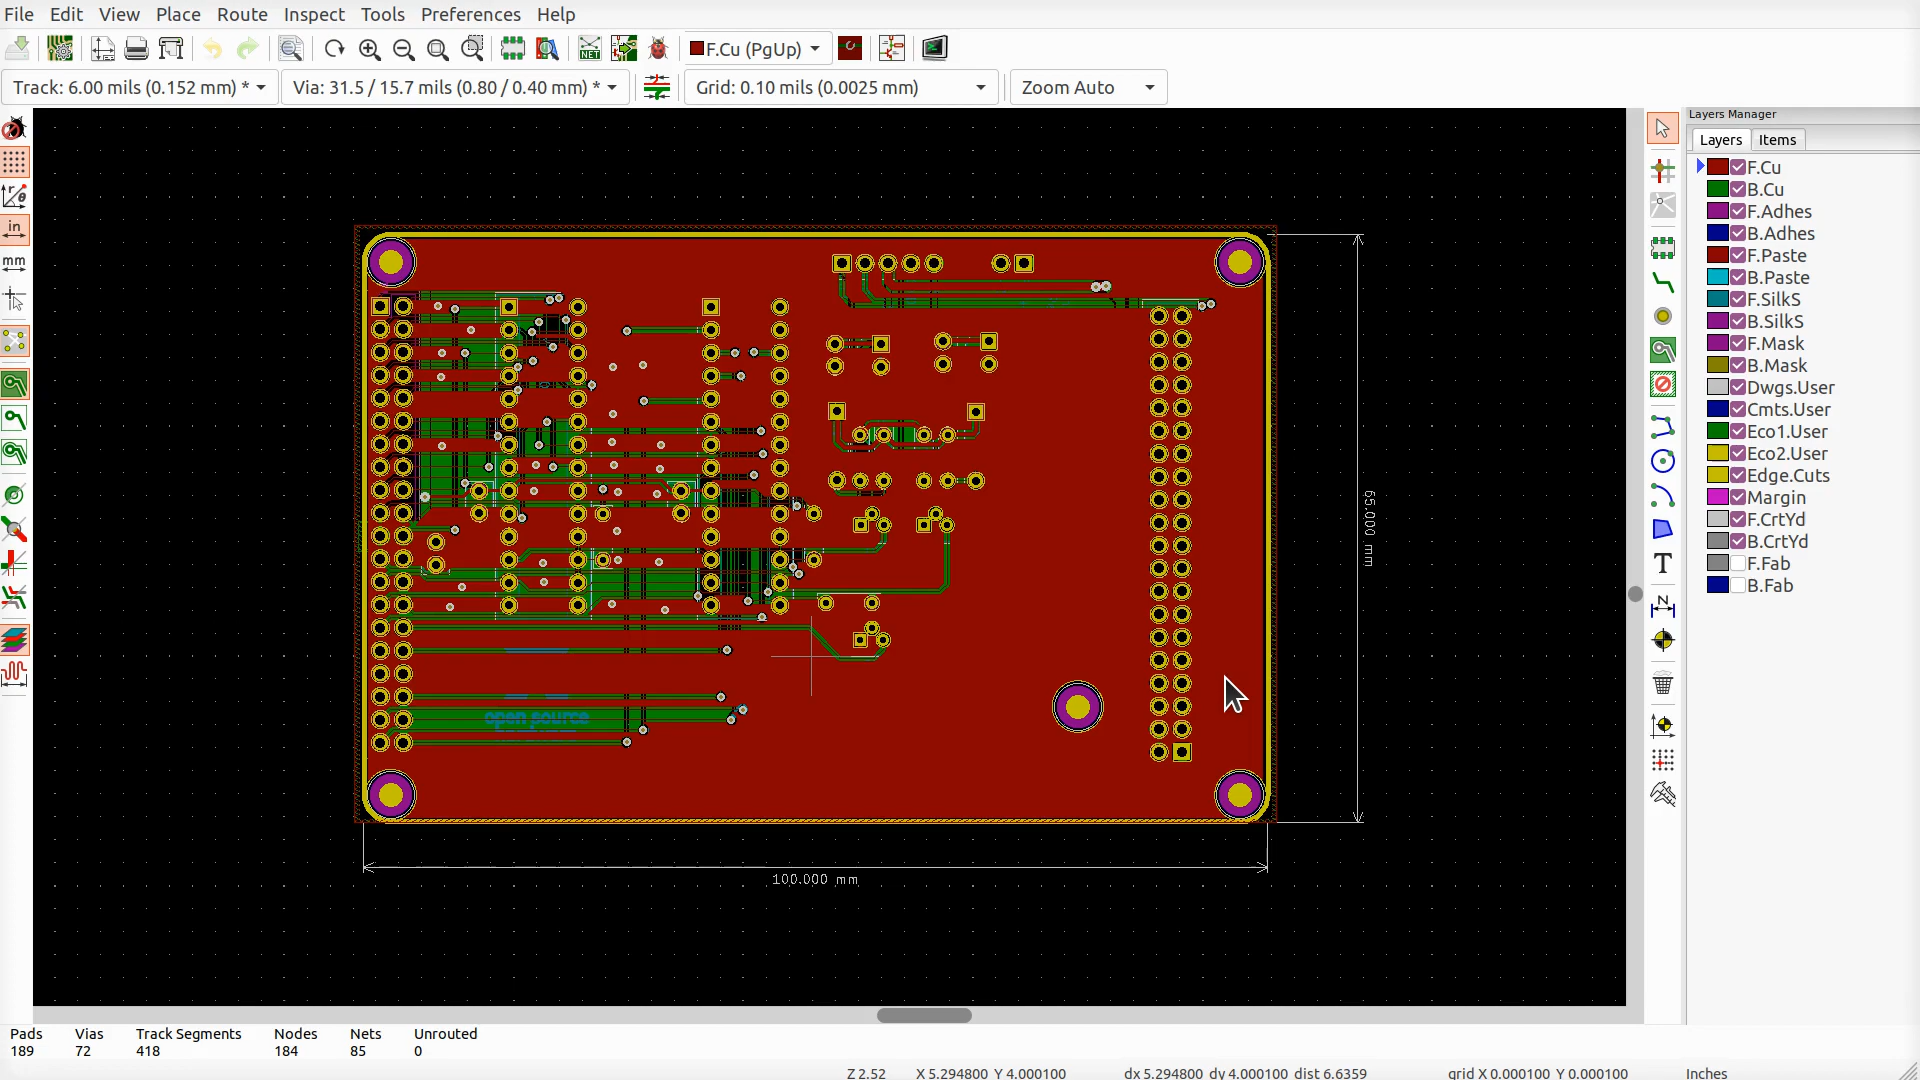 File Edit View Place Route Inspect Tools Preferences Help
F.Cu (PgUp)
Track: 6.00 mils (0.152 mm) * Via: 31.5 / 15.7 mils (0.80 / 0.40 mm) * Grid: 0.10 mils (0.0025 mm) Zoom Auto
Layers Manager
Layers Items
F.Cu
B.Cu
F.Adhes
B.Adhes
F.Paste
B.Paste
F.SilkS
B.SilkS
F.Mask
B.Mask
Dwgs.User
Cmts.User
Eco1.User
Eco2.User
Edge.Cuts
Margin
F.CrtYd
B.CrtYd
F.Fab
B.Fab
in
mm
NET
T
N
65.000 mm
open source
100.000 mm
Pads Vias Track Segments Nodes Nets Unrouted
189 72 418 184 85 0
Z 2.52 X 5.294800 Y 4.000100 dx 5.294800 dy 4.000100 dist 6.6359 grid X 0.000100 Y 0.000100 Inches